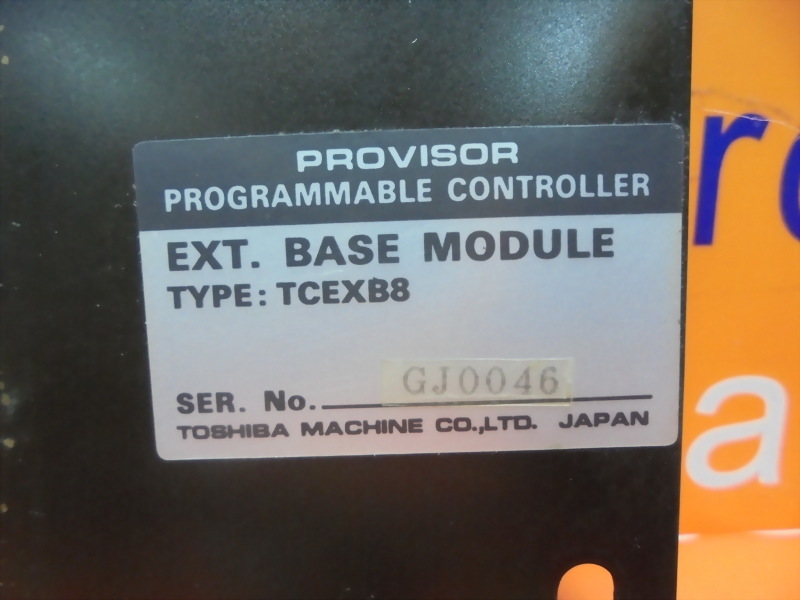 PROVISOR
PROGRAMMABLE CONTROLLER
EXT. BASE MODULE
TYPE: TCEXB8
SER. No. GJ0046
TOSHIBA MACHINE CO.,LTD. JAPAN